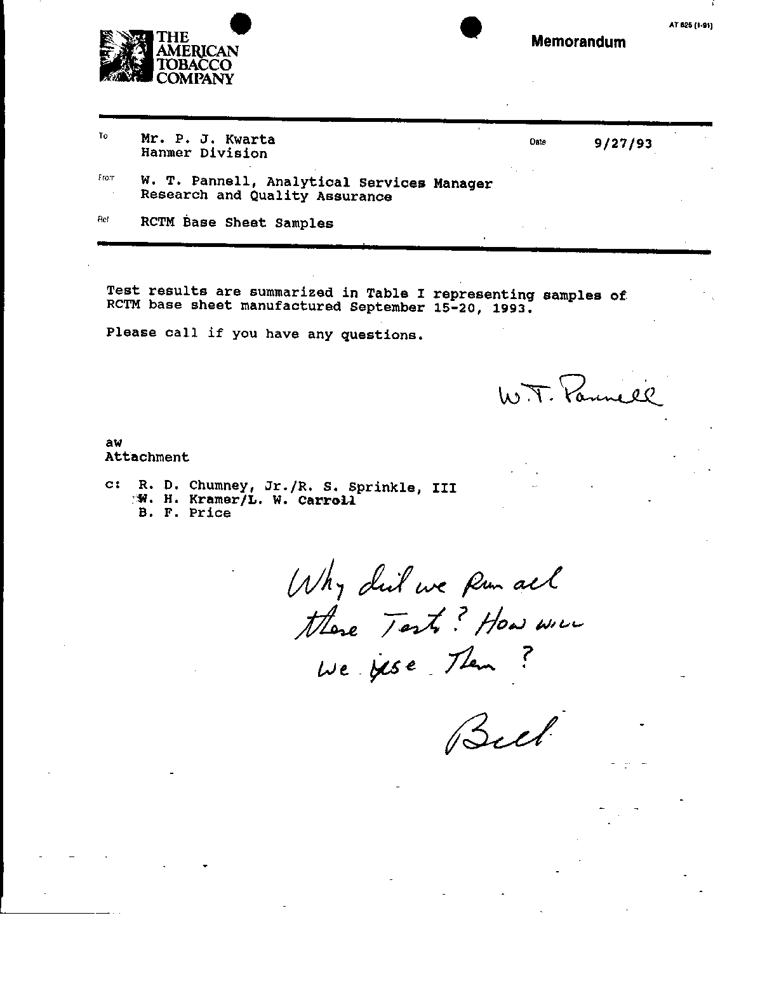 AT 825 (1-91)
THE
AMERICAN
TOBACCO
COMPANY
Memorandum
To Mr. P. J. Kwarta
Hanmer Division
Date 9/27/93
From W. T. Pannell, Analytical Services Manager
Research and Quality Assurance
Ref RCTM Base Sheet Samples
Test results are summarized in Table I representing samples of
RCTM base sheet manufactured September 15-20, 1993.
Please call if you have any questions.
W.T. Pannell
aw
Attachment
c: R. D. Chumney, Jr./R. S. Sprinkle, III
W. H. Kramer/L. W. Carroll
B. F. Price
Why did we Run all
these Tests? How will
we use Them ?
Bill